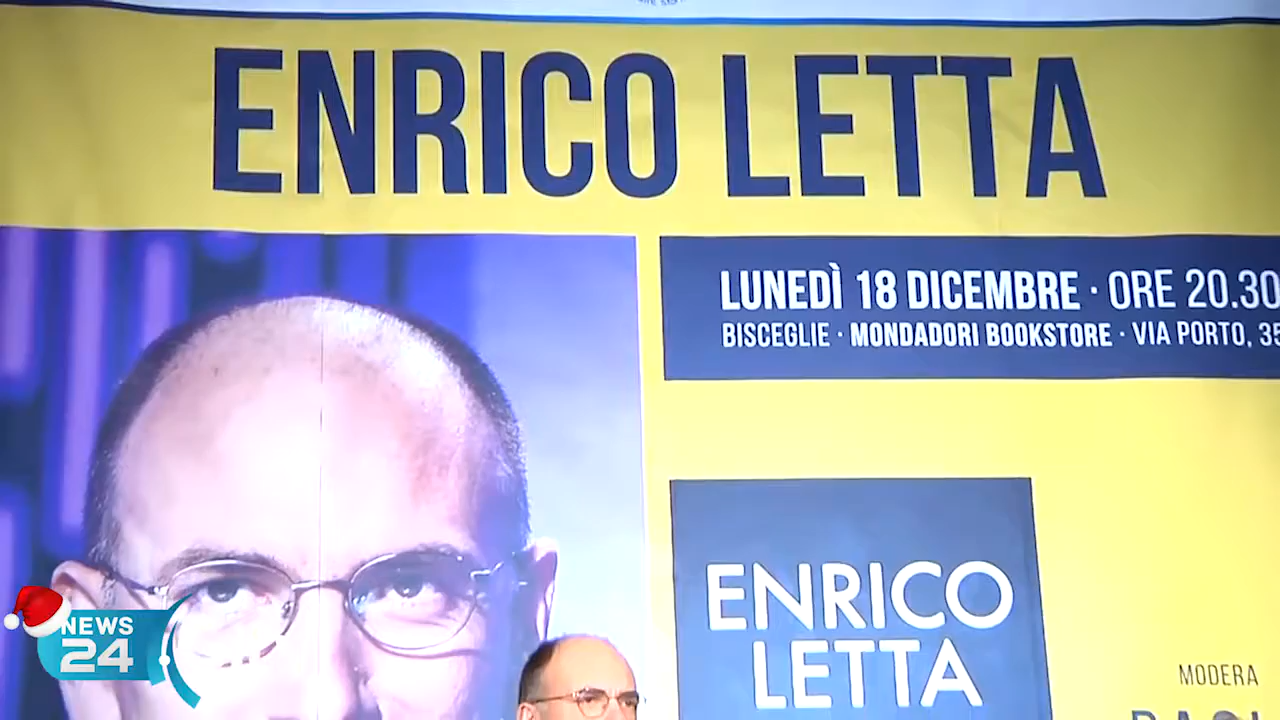 ENRICO LETTA
LUNEDÌ 18 DICEMBRE · ORE 20.30
BISCEGLIE · MONDADORI BOOKSTORE · VIA PORTO, 35
ENRICO
LETTA
MODERA
NEWS
24